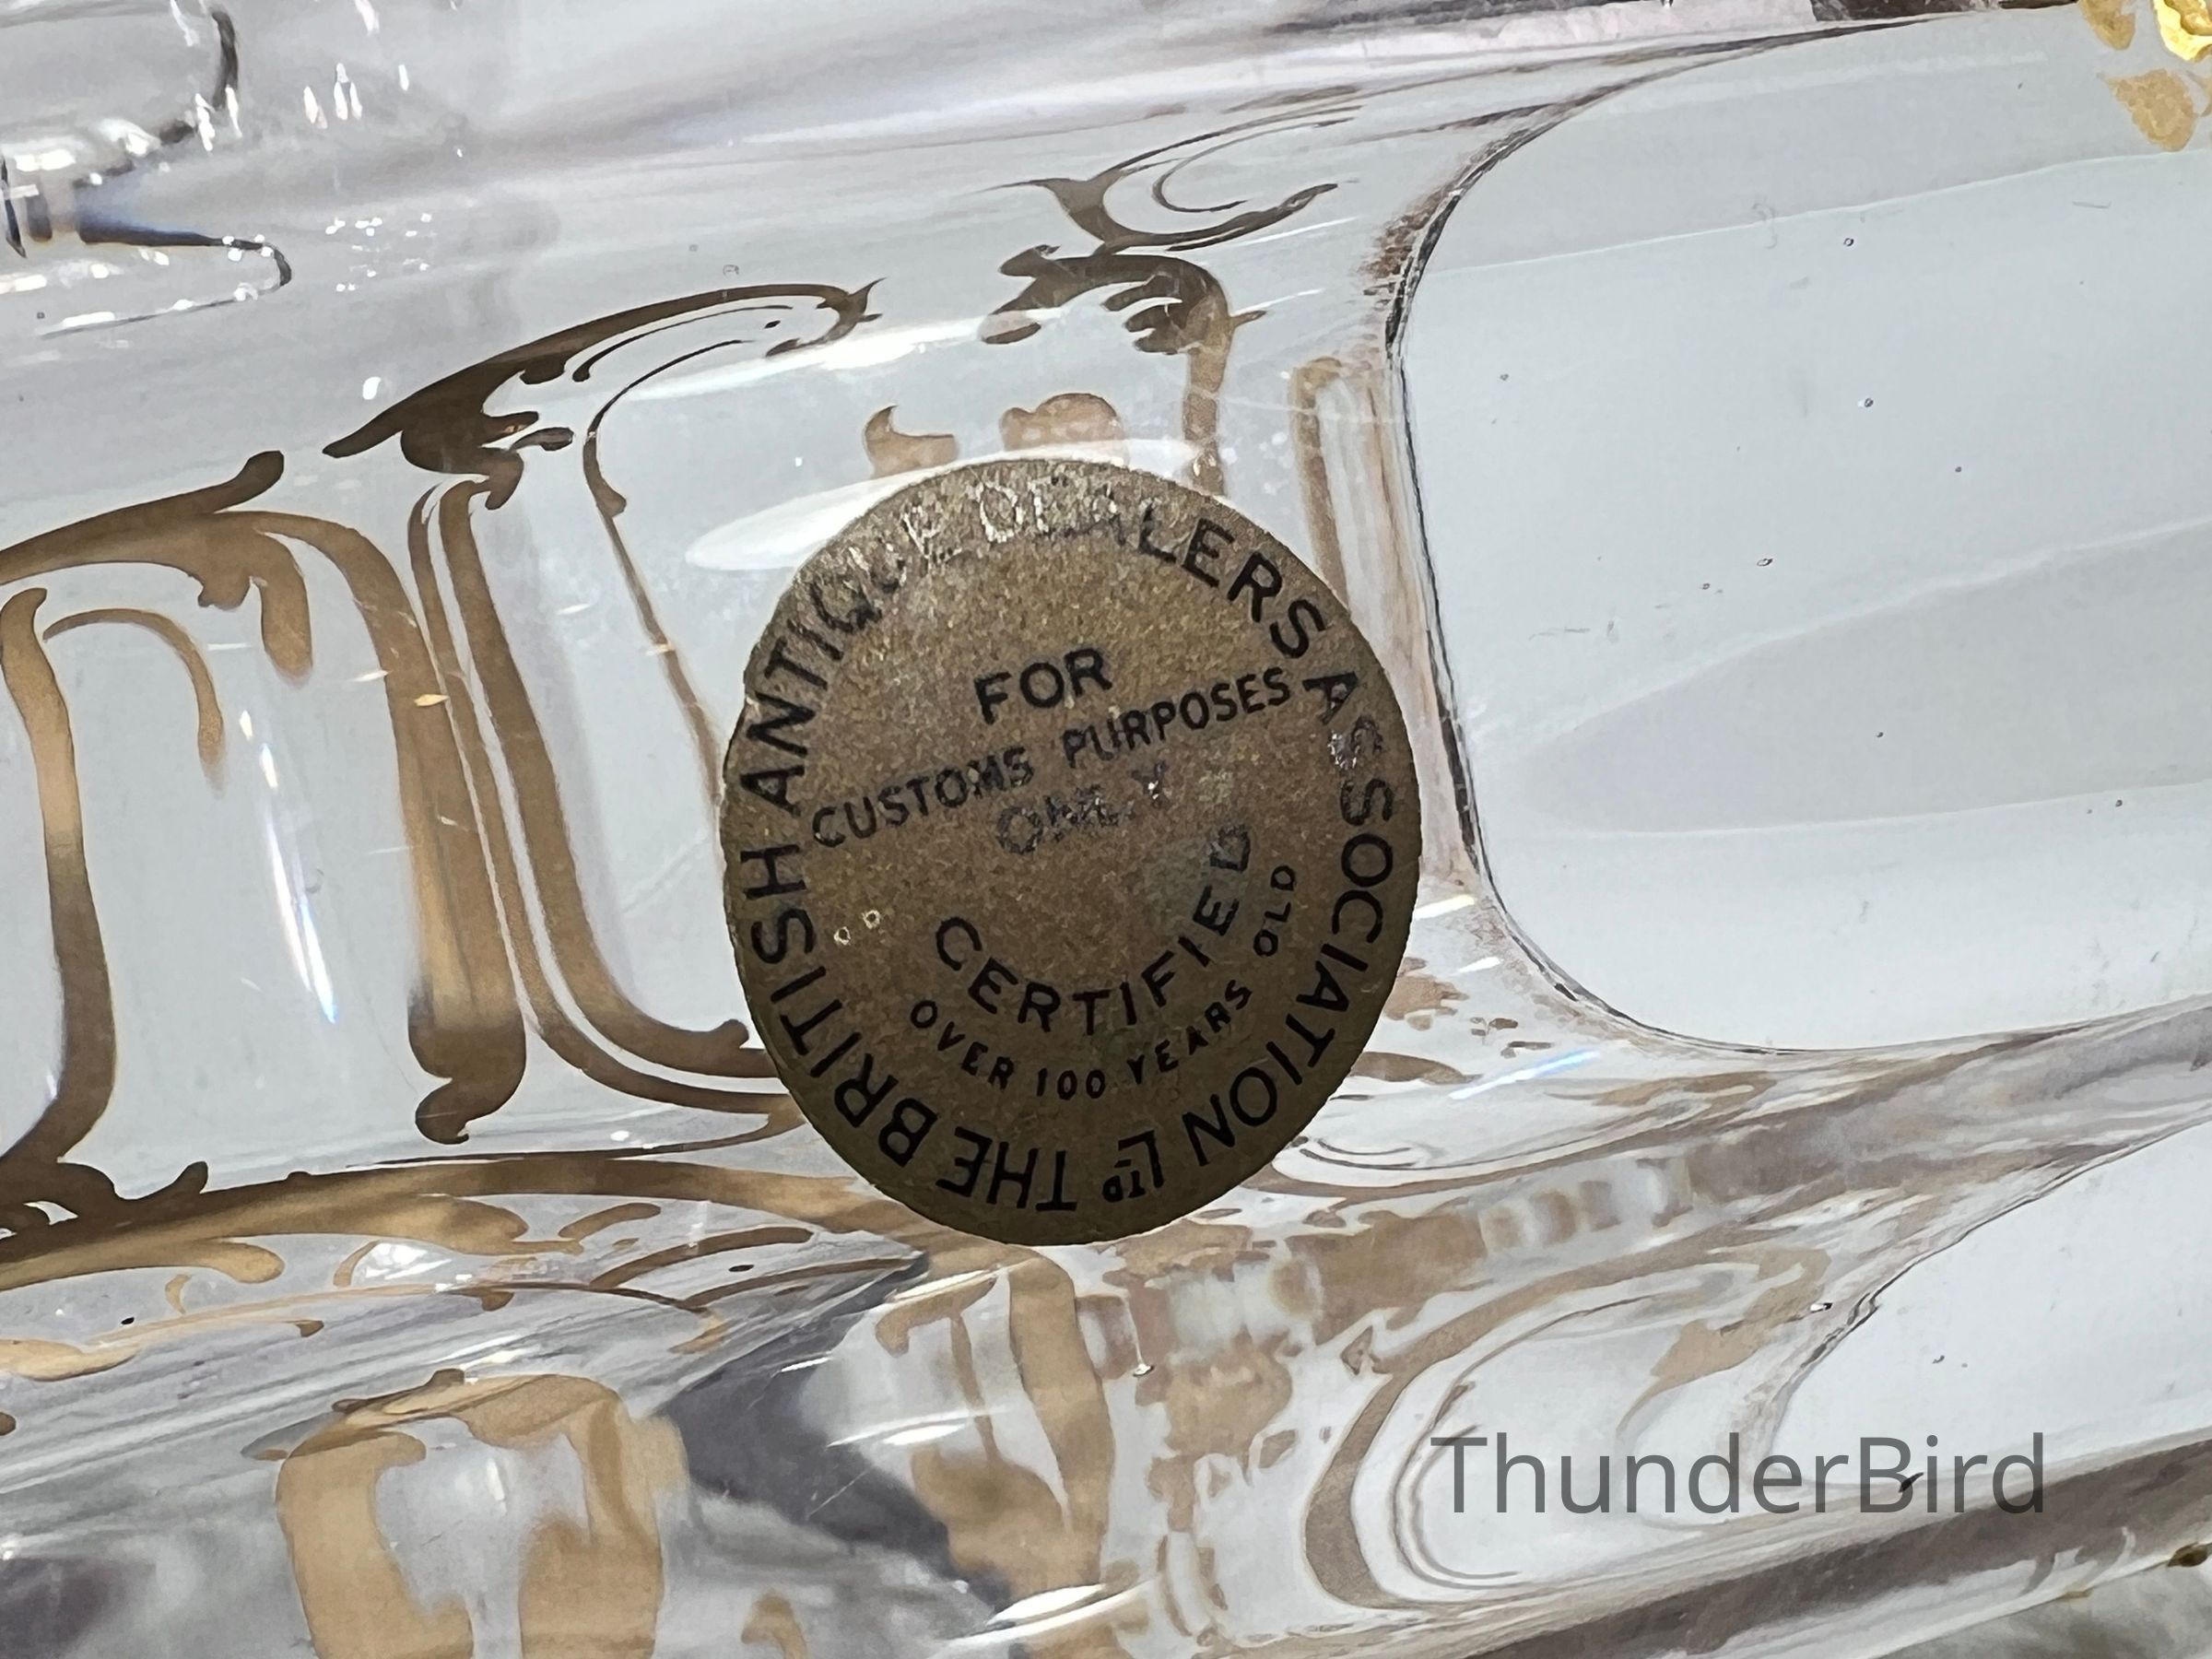 THE BRITISH ANTIQUE DEALERS ASSOCIATION LTD
FOR
CUSTOMS PURPOSES
ONLY
CERTIFIED
OVER 100 YEARS OLD
ThunderBird